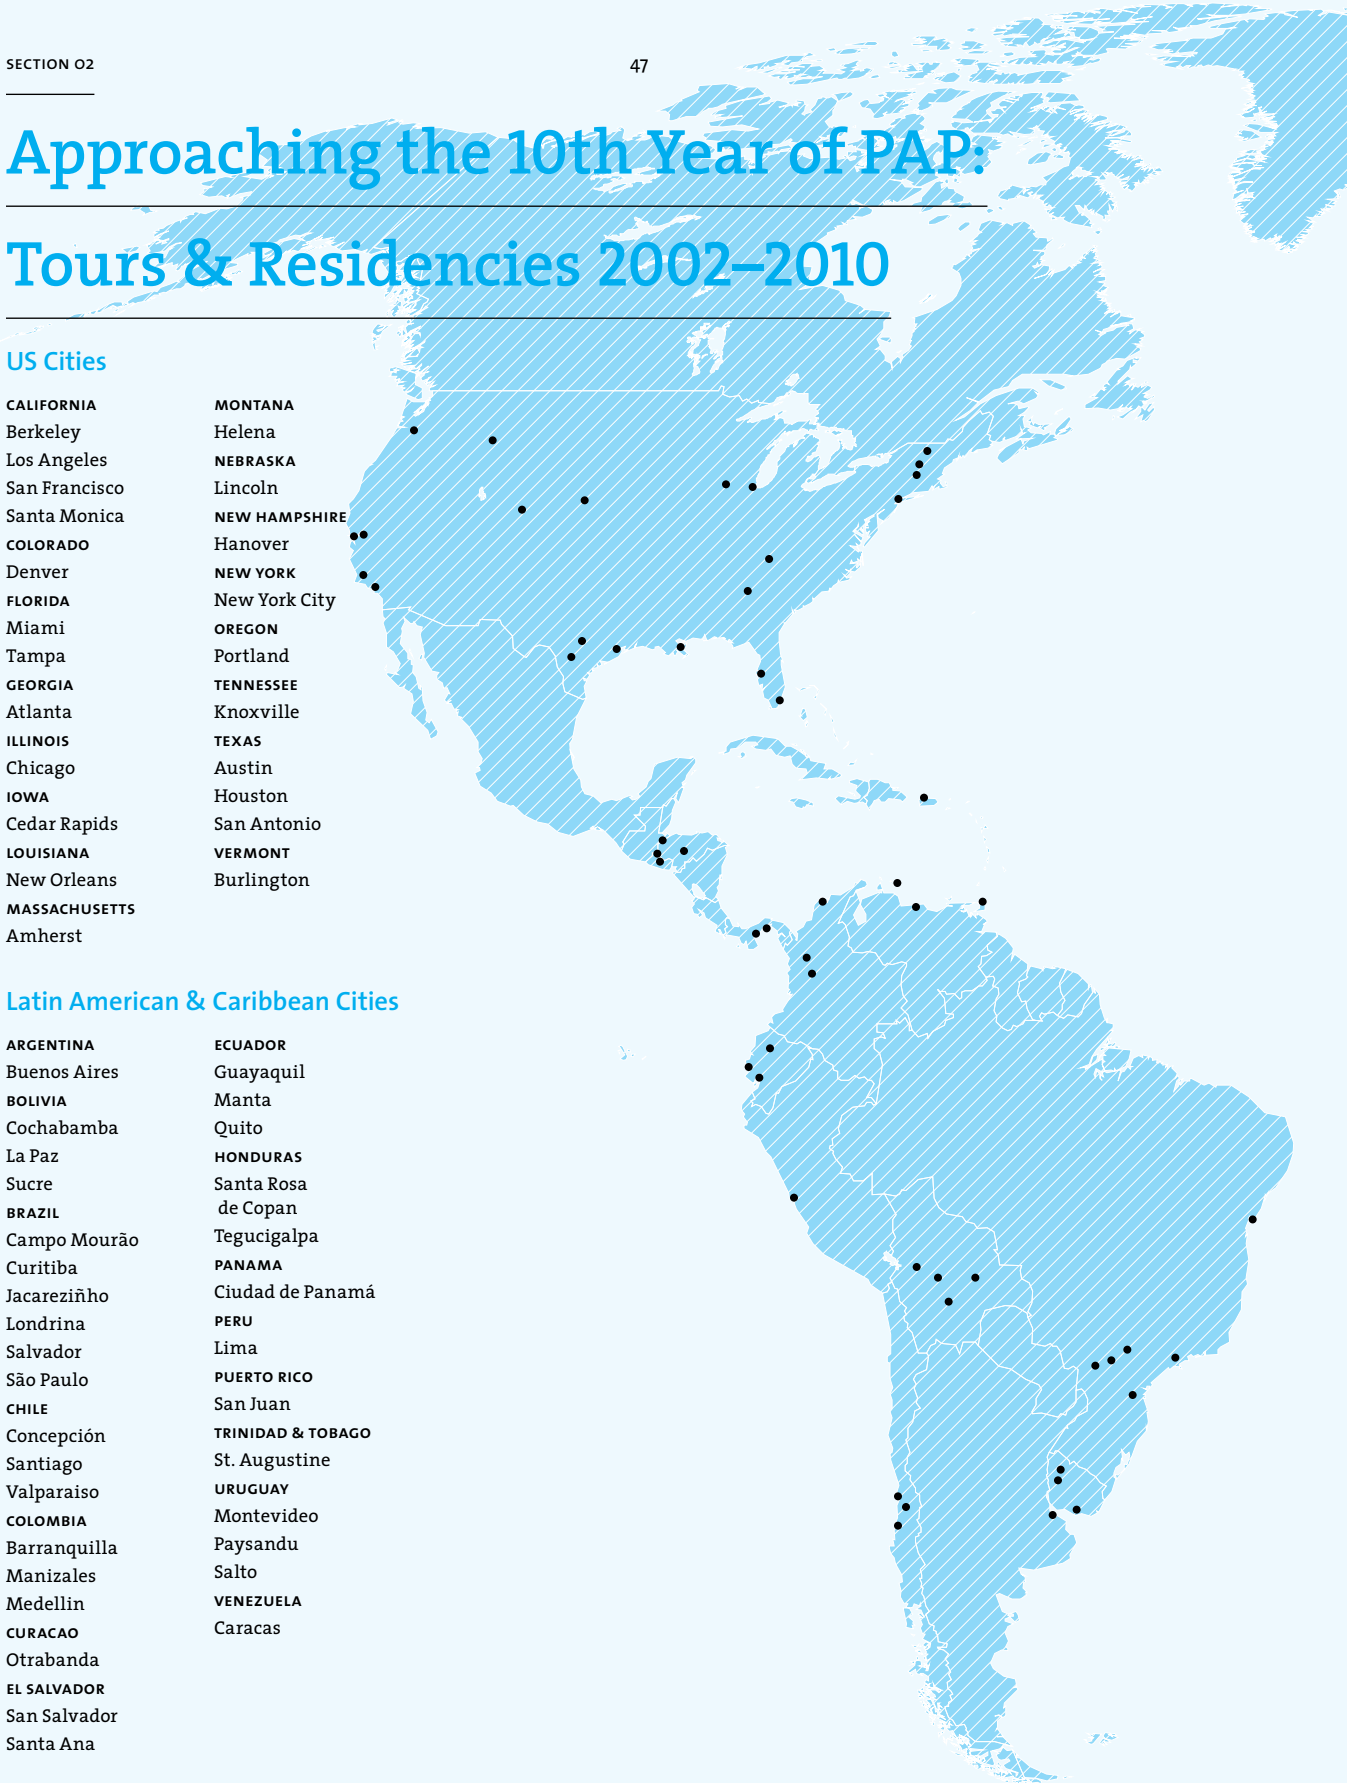 SECTION 02
47
Approaching the 10th Year of PAP:
Tours & Residencies 2002–2010
US Cities
CALIFORNIA
Berkeley
Los Angeles
San Francisco
Santa Monica
COLORADO
Denver
FLORIDA
Miami
Tampa
GEORGIA
Atlanta
ILLINOIS
Chicago
IOWA
Cedar Rapids
LOUISIANA
New Orleans
MASSACHUSETTS
Amherst
MONTANA
Helena
NEBRASKA
Lincoln
NEW HAMPSHIRE
Hanover
NEW YORK
New York City
OREGON
Portland
TENNESSEE
Knoxville
TEXAS
Austin
Houston
San Antonio
VERMONT
Burlington
Latin American & Caribbean Cities
ARGENTINA
Buenos Aires
BOLIVIA
Cochabamba
La Paz
Sucre
BRAZIL
Campo Mourão
Curitiba
Jacareziñho
Londrina
Salvador
São Paulo
CHILE
Concepción
Santiago
Valparaiso
COLOMBIA
Barranquilla
Manizales
Medellin
CURACAO
Otrabanda
EL SALVADOR
San Salvador
Santa Ana
ECUADOR
Guayaquil
Manta
Quito
HONDURAS
Santa Rosa
de Copan
Tegucigalpa
PANAMA
Ciudad de Panamá
PERU
Lima
PUERTO RICO
San Juan
TRINIDAD & TOBAGO
St. Augustine
URUGUAY
Montevideo
Paysandu
Salto
VENEZUELA
Caracas